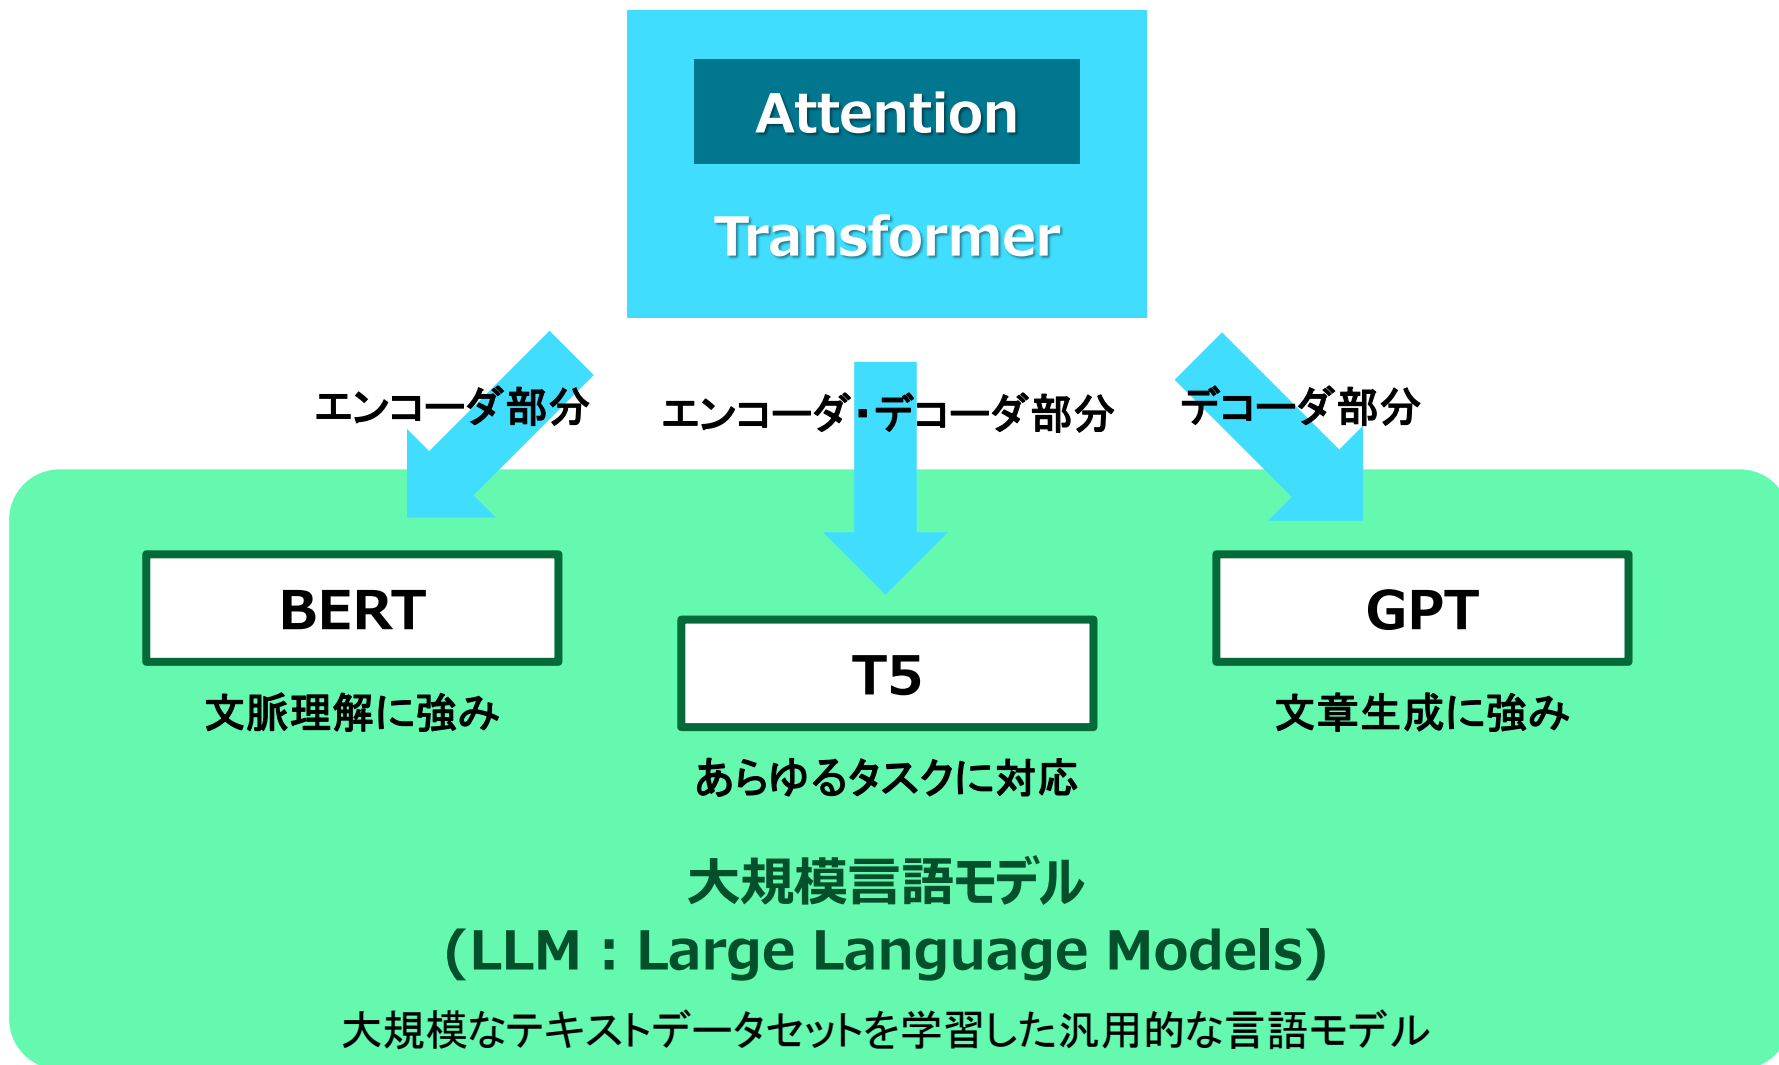 Attention
Transformer
エンコーダ部分
エンコーダ・デコーダ部分
デコーダ部分
BERT
文脈理解に強み
T5
あらゆるタスクに対応
GPT
文章生成に強み
大規模言語モデル
(LLM：Large Language Models)
大規模なテキストデータセットを学習した汎用的な言語モデル